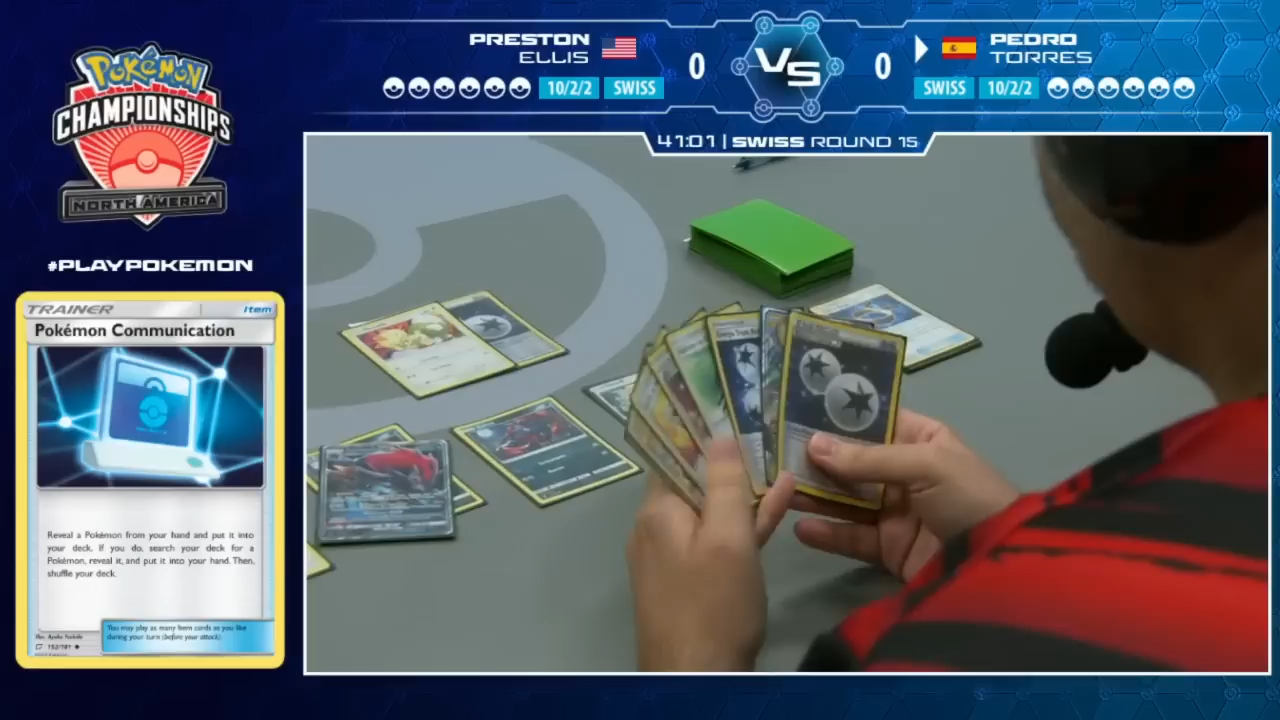 PRESTON
ELLIS
0
VS
0
PEDRO
TORRES
10/2/2
SWISS
SWISS
10/2/2
41:01 | SWISS ROUND 15
Pokémon
CHAMPIONSHIPS
NORTH AMERICA
#PLAYPOKEMON
TRAINER
Item
Pokémon Communication
Reveal a Pokémon from your hand and put it into
your deck. If you do, search your deck for a
Pokémon, reveal it, and put it into your hand. Then,
shuffle your deck.
You may play as many Item cards as you like
during your turn (before your attack).
152/181